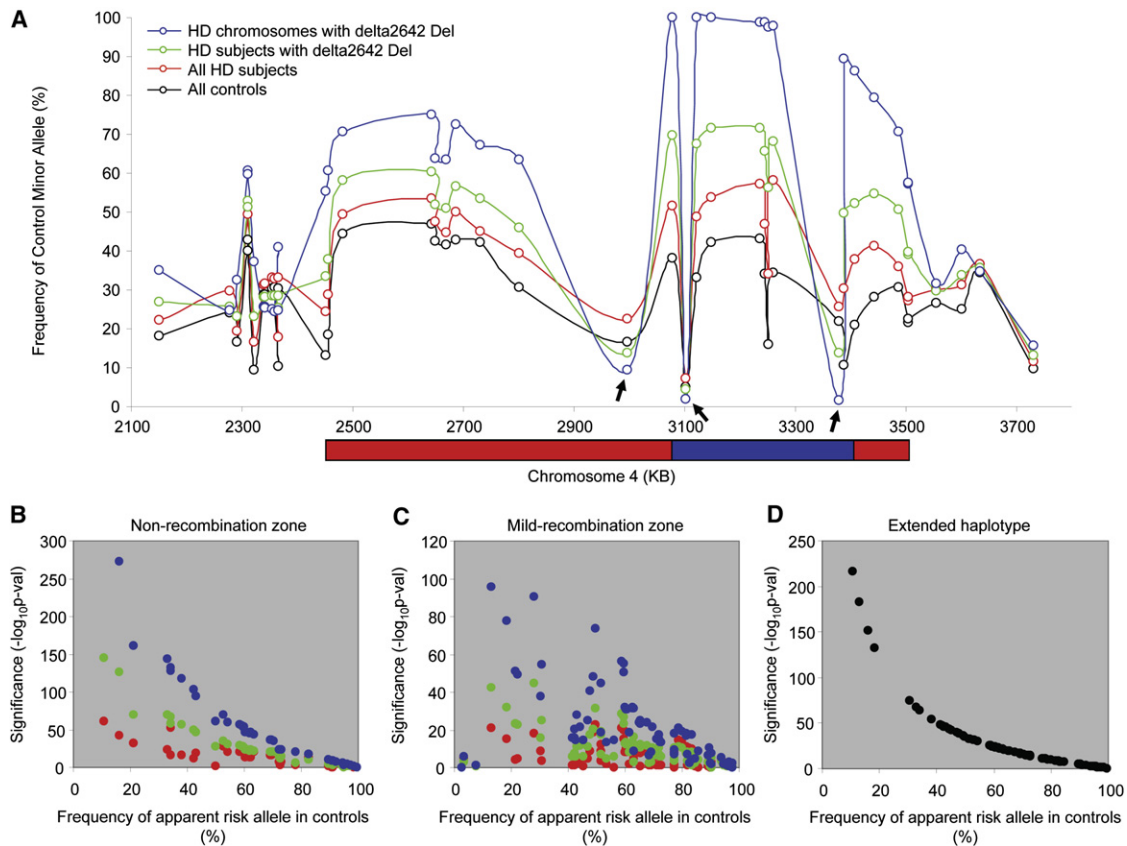 A
HD chromosomes with delta2642 Del
HD subjects with delta2642 Del
All HD subjects
All controls
Frequency of Control Minor Allele (%)
100
90
80
70
60
50
40
30
20
10
0
2100 2300 2500 2700 2900 3100 3300 3500 3700
Chromosome 4 (KB)
B
Non-recombination zone
Significance (-log10p-val)
300
250
200
150
100
50
0
0 20 40 60 80 100
Frequency of apparent risk allele in controls
(%)
C
Mild-recombination zone
Significance (-log10p-val)
120
100
80
60
40
20
0
0 20 40 60 80 100
Frequency of apparent risk allele in controls
(%)
D
Extended haplotype
Significance (-log10p-val)
250
200
150
100
50
0
0 20 40 60 80 100
Frequency of apparent risk allele in controls
(%)